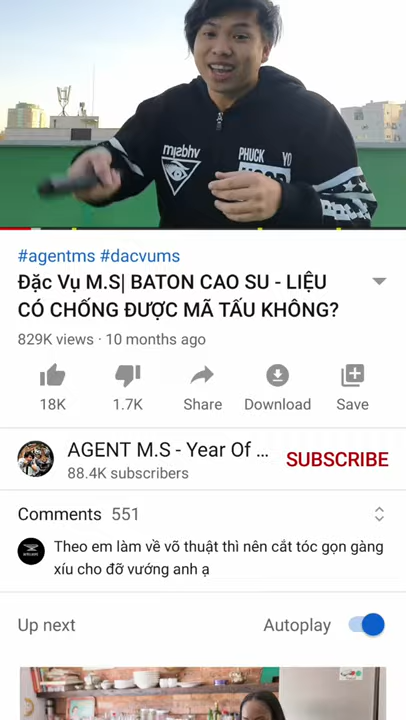 PHUCK YO
#agentms #dacvums
Đặc Vụ M.S| BATON CAO SU - LIỆU
CÓ CHỐNG ĐƯỢC MÃ TẤU KHÔNG?
829K views · 10 months ago
18K
1.7K
Share
Download
Save
AGENT M.S - Year Of ...
88.4K subscribers
SUBSCRIBE
Comments 551
Theo em làm về võ thuật thì nên cắt tóc gọn gàng
xíu cho đỡ vướng anh ạ
Up next
Autoplay